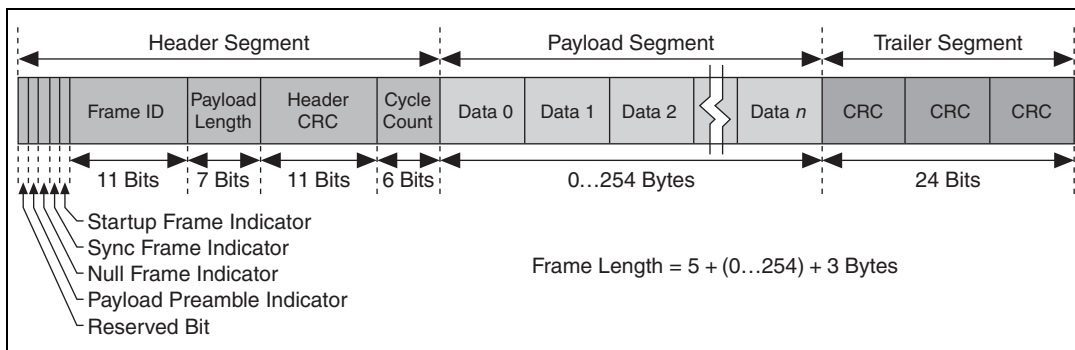 Header Segment
Payload Segment
Trailer Segment
Frame ID
Payload
Length
Header
CRC
Cycle
Count
Data 0
Data 1
Data 2
Data n
CRC
CRC
CRC
11 Bits
7 Bits
11 Bits
6 Bits
0…254 Bytes
24 Bits
Startup Frame Indicator
Sync Frame Indicator
Null Frame Indicator
Payload Preamble Indicator
Reserved Bit
Frame Length = 5 + (0…254) + 3 Bytes